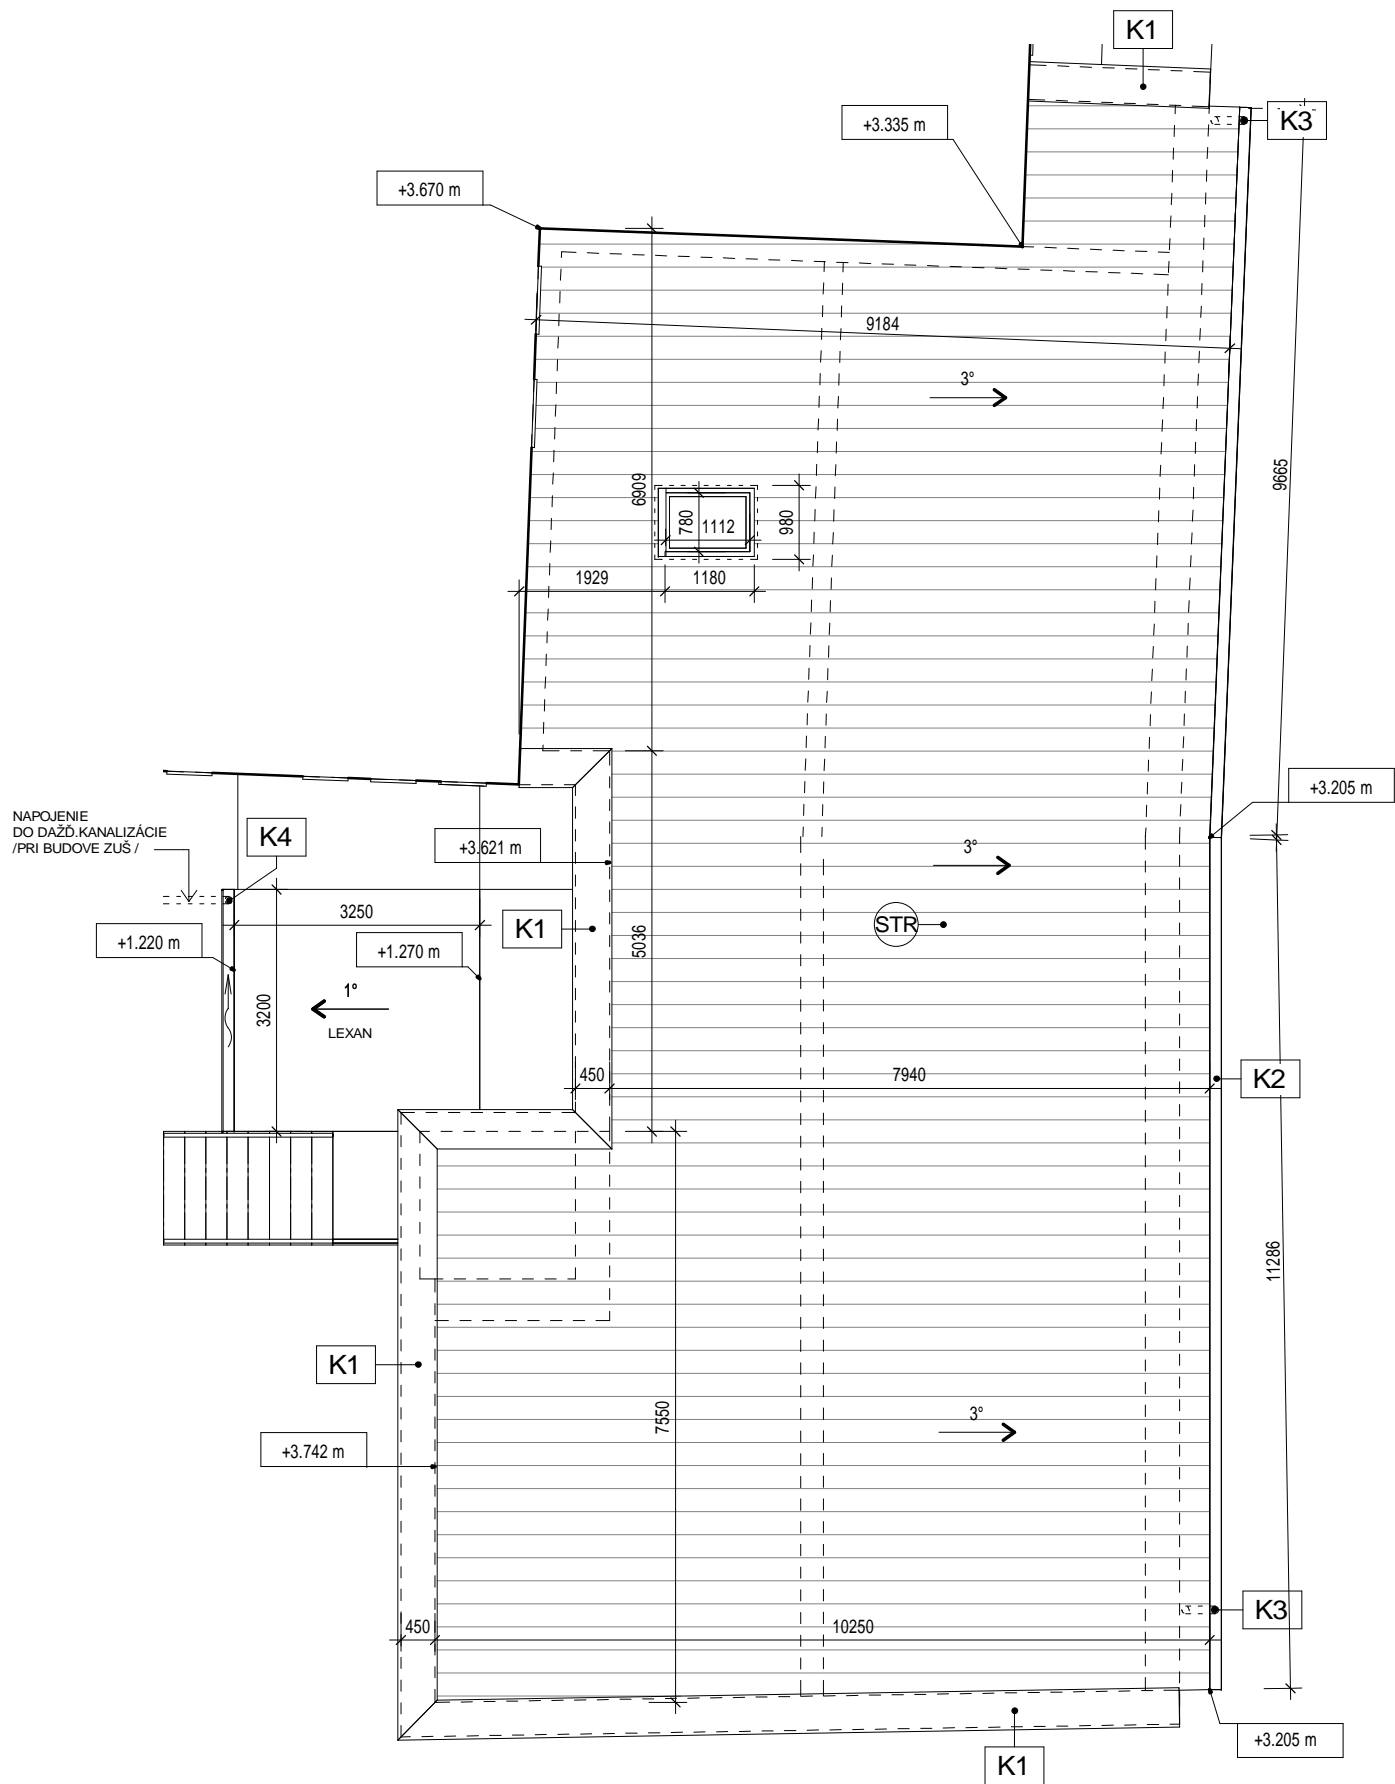 K1
+3.335 m
K3
+3.670 m
9184
3°
6909
9665
780
1112
980
1929
1180
+3.205 m
NAPOJENIE
DO DAŽĎ.KANALIZÁCIE
/PRI BUDOVE ZUŠ /
K4
+3.621 m
3°
3250
K1
STR
+1.220 m
+1.270 m
5036
1°
3200
LEXAN
450
7940
K2
11286
K1
7550
3°
+3.742 m
K3
450
10250
+3.205 m
K1